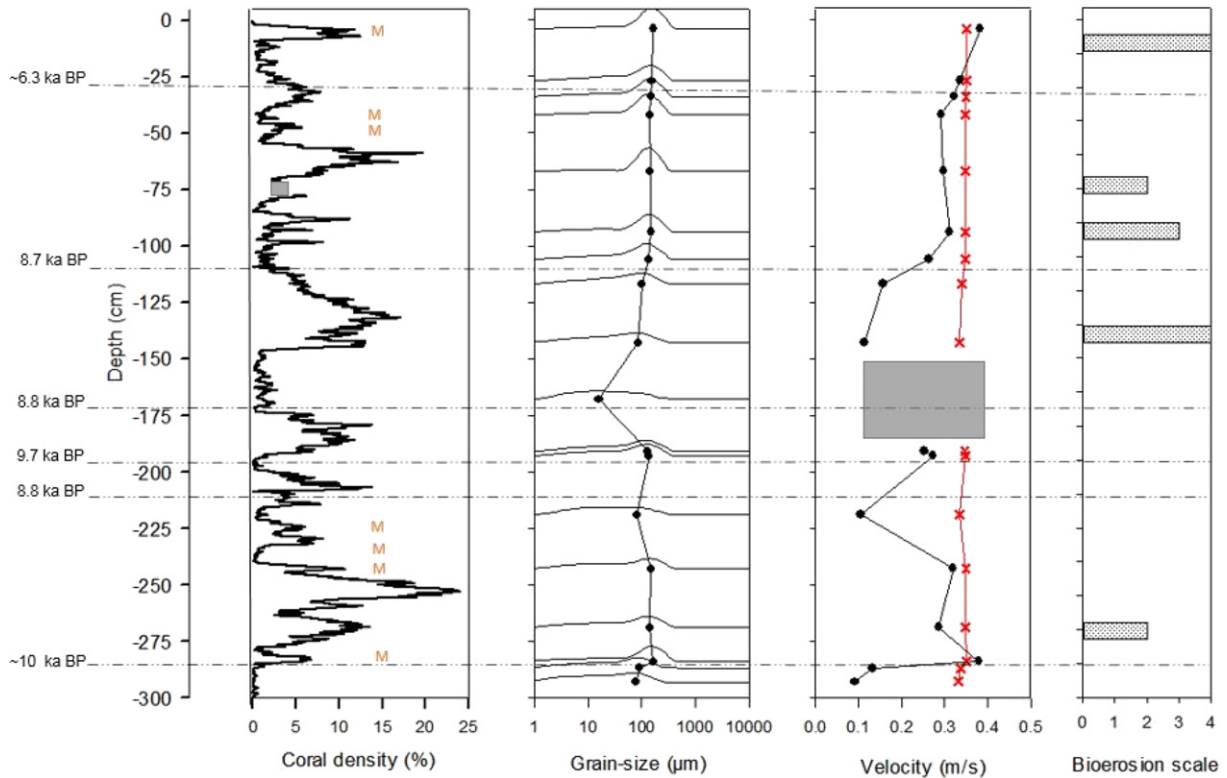 0
M
~6.3 ka BP
-25
M
-50
M
-75
-100
8.7 ka BP
-125
Depth (cm)
-150
8.8 ka BP
-175
9.7 ka BP
-200
8.8 ka BP
-225
M
M
-250
M
-275
~10 ka BP
M
-300
0 5 10 15 20 25
1 10 100 1000 10000
0.0 0.1 0.2 0.3 0.4 0.5
0 1 2 3 4
Coral density (%)
Grain-size (µm)
Velocity (m/s)
Bioerosion scale